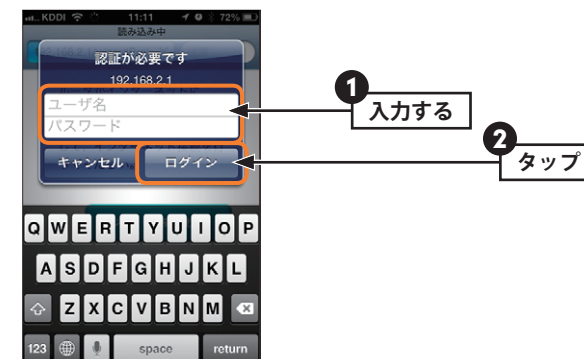 KDDI 11:11 72%
読み込み中
認証が必要です
192.168.2.1
ユーザ名
パスワード
キャンセル ログイン
1
入力する
2
タップ
Q W E R T Y U I O P
A S D F G H J K L
Z X C V B N M
123 space return